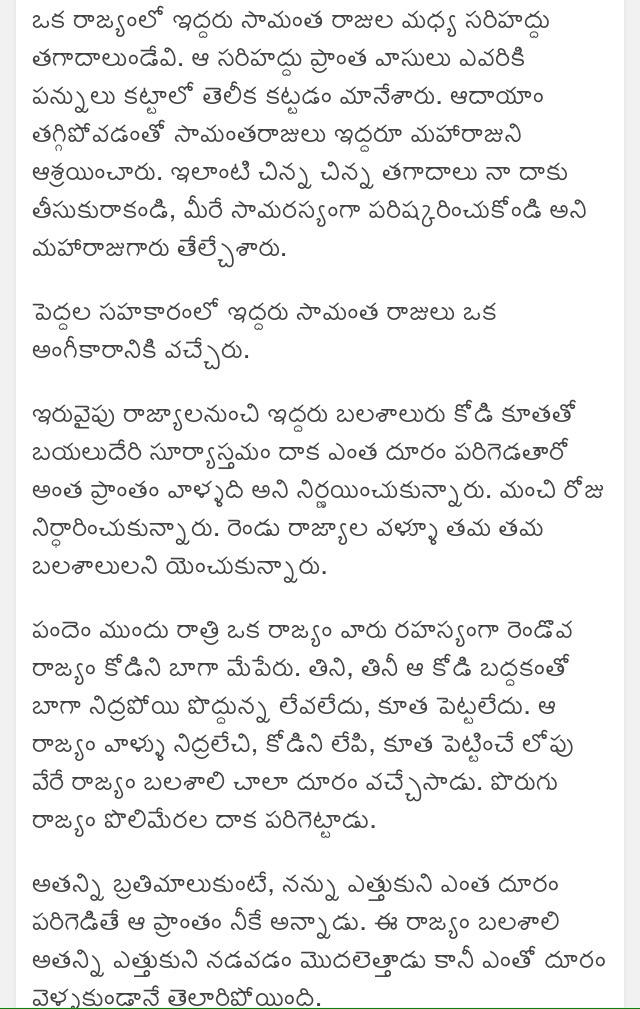 ఒక రాజ్యంలో ఇద్దరు సామంత రాజుల మధ్య సరిహద్దు
తగాదాలుండేవి. ఆ సరిహద్దు ప్రాంత వాసులు ఎవరికి
పన్నులు కట్టాలో తెలీక కట్టడం మానేశారు. ఆదాయాం
తగ్గిపోవడంతో సామంతరాజులు ఇద్దరూ మహారాజుని
ఆశ్రయించారు. ఇలాంటి చిన్న చిన్న తగాదాలు నా దాకు
తీసుకురాకండి, మీరే సామరస్యంగా పరిష్కరించుకోండి అని
మహారాజుగారు తేల్చేశారు.
పెద్దల సహకారంలో ఇద్దరు సామంత రాజులు ఒక
అంగీకారానికి వచ్చేరు.
ఇరువైపు రాజ్యాలనుంచి ఇద్దరు బలశాలురు కోడి కూతతో
బయలుదేరి సూర్యాస్తమం దాక ఎంత దూరం పరిగెడతారో
అంత ప్రాంతం వాళ్ళది అని నిర్ణయించుకున్నారు. మంచి రోజు
నిర్ధారించుకున్నారు. రెండు రాజ్యాల వళ్ళూ తమ తమ
బలశాలులని యెంచుకున్నారు.
పందెం ముందు రాత్రి ఒక రాజ్యం వారు రహస్యంగా రెండొవ
రాజ్యం కోడిని బాగా మేపేరు. తిని, తినీ ఆ కోడి బద్దకంతో
బాగా నిద్రపోయి పొద్దున్న లేవలేదు, కూత పెట్టలేదు. ఆ
రాజ్యం వాళ్ళు నిద్రలేచి, కోడిని లేపి, కూత పెట్టించే లోపు
వేరే రాజ్యం బలశాలి చాలా దూరం వచ్చేసాడు. పొరుగు
రాజ్యం పొలిమేరల దాక పరిగెట్టాడు.
అతన్ని బ్రతిమాలుకుంటే, నన్ను ఎత్తుకుని ఎంత దూరం
పరిగెడితే ఆ ప్రాంతం నీకే అన్నాడు. ఈ రాజ్యం బలశాలి
అతన్ని ఎత్తుకుని నడవడం మొదలెత్తాడు కానీ ఎంతో దూరం
వెళ్ళకుండానే తెల్లారిపోయింది.